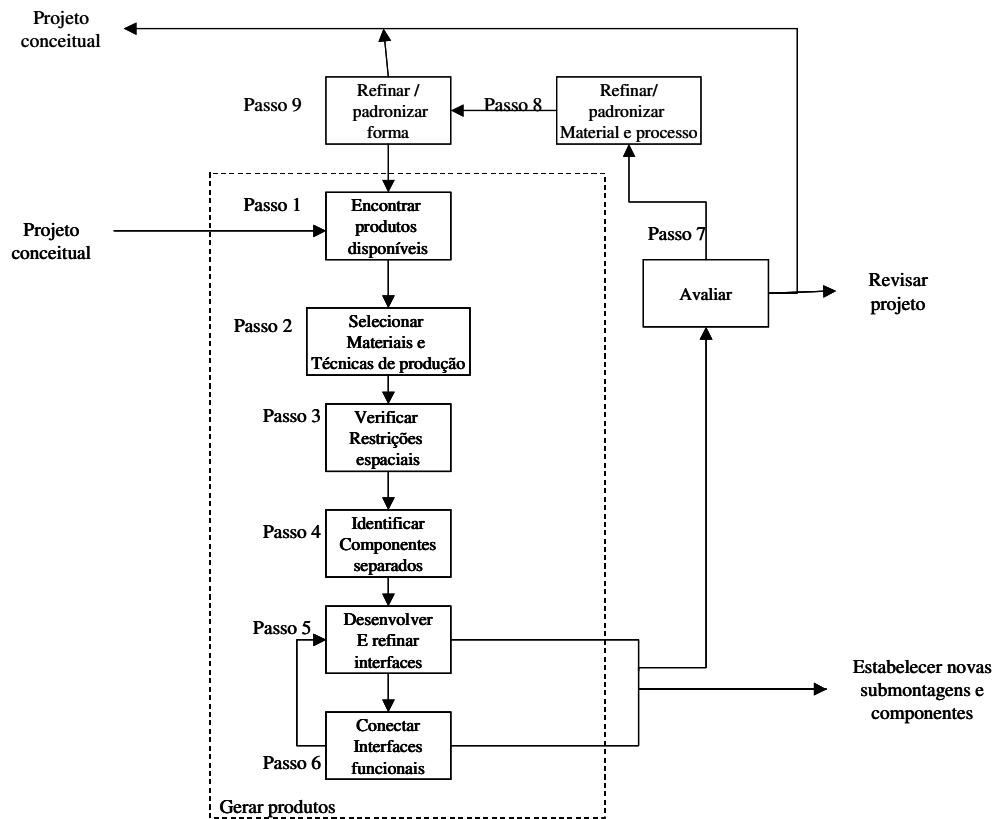 Projeto
conceitual
Passo 9
Refinar /
padronizar
forma
Passo 8
Refinar/
padronizar
Material e processo
Passo 1
Encontrar
produtos
disponíveis
Projeto
conceitual
Passo 7
Avaliar
Revisar
projeto
Passo 2
Selecionar
Materiais e
Técnicas de produção
Passo 3
Verificar
Restrições
espaciais
Passo 4
Identificar
Componentes
separados
Passo 5
Desenvolver
E refinar
interfaces
Estabelecer novas
submontagens e
componentes
Passo 6
Conectar
Interfaces
funcionais
Gerar produtos